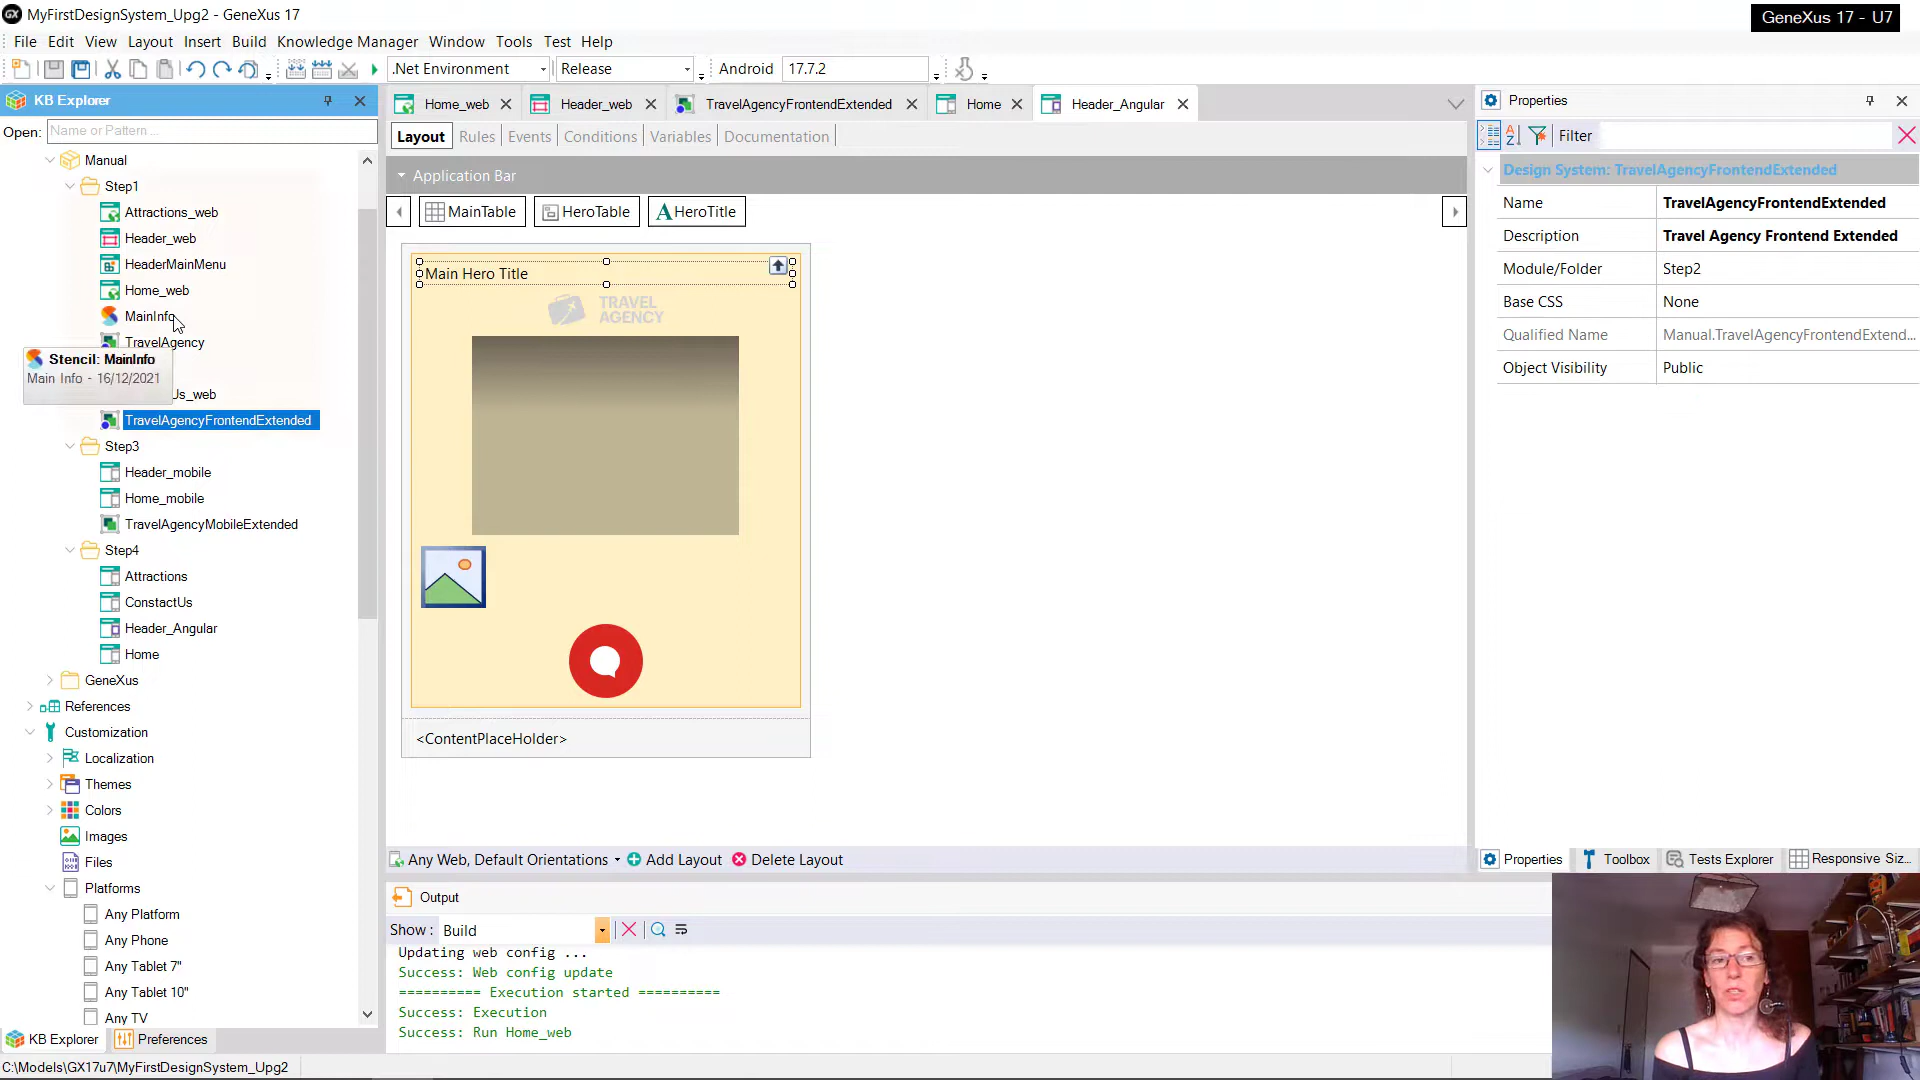 MyFirstDesignSystem_Upg2 - GeneXus 17
GeneXus 17 - U7
File Edit View Layout Insert Build Knowledge Manager Window Tools Test Help
.Net Environment Release Android 17.7.2
KB Explorer
Open: Name or Pattern ...
Manual
Step1
Attractions_web
Header_web
HeaderMainMenu
Home_web
MainInfo
TravelAgency
Stencil: MainInfo
Main Info - 16/12/2021
Us_web
TravelAgencyFrontendExtended
Step3
Header_mobile
Home_mobile
TravelAgencyMobileExtended
Step4
Attractions
ConstactUs
Header_Angular
Home
GeneXus
References
Customization
Localization
Themes
Colors
Images
Files
Platforms
Any Platform
Any Phone
Any Tablet 7"
Any Tablet 10"
Any TV
KB Explorer Preferences
C:\Models\GX17u7\MyFirstDesignSystem_Upg2
Home_web Header_web TravelAgencyFrontendExtended Home Header_Angular
Layout Rules Events Conditions Variables Documentation
Application Bar
MainTable HeroTable HeroTitle
Main Hero Title
TRAVEL
AGENCY
<ContentPlaceHolder>
Any Web, Default Orientations Add Layout Delete Layout
Output
Show : Build
Updating web config ...
Success: Web config update
========== Execution started ==========
Success: Execution
Success: Run Home_web
Properties
Filter
Design System: TravelAgencyFrontendExtended
Name TravelAgencyFrontendExtended
Description Travel Agency Frontend Extended
Module/Folder Step2
Base CSS None
Qualified Name Manual.TravelAgencyFrontendExtend...
Object Visibility Public
Properties Toolbox Tests Explorer Responsive Siz...